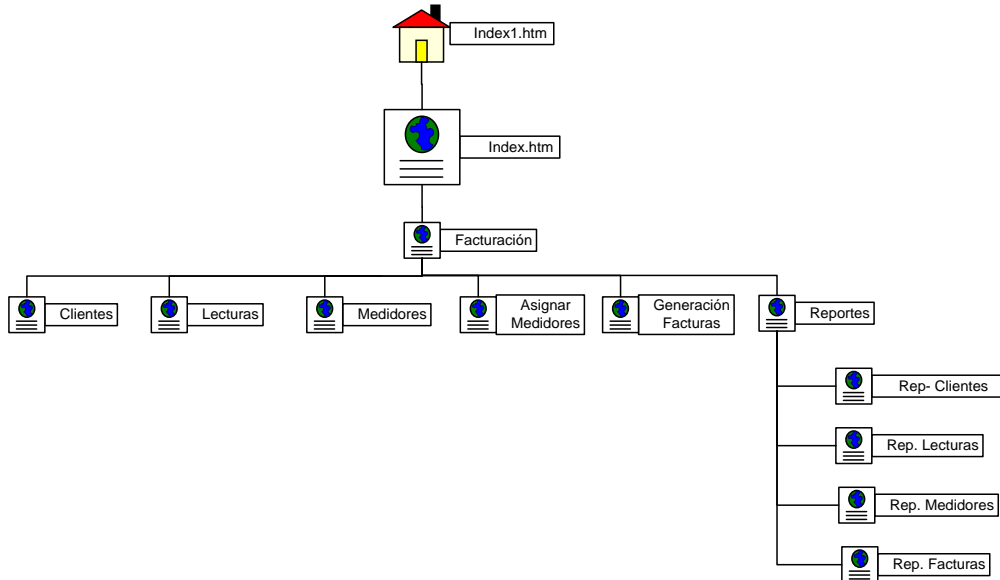 Index1.htm
Index.htm
Facturación
Clientes
Lecturas
Medidores
Asignar
Medidores
Generación
Facturas
Reportes
Rep- Clientes
Rep. Lecturas
Rep. Medidores
Rep. Facturas